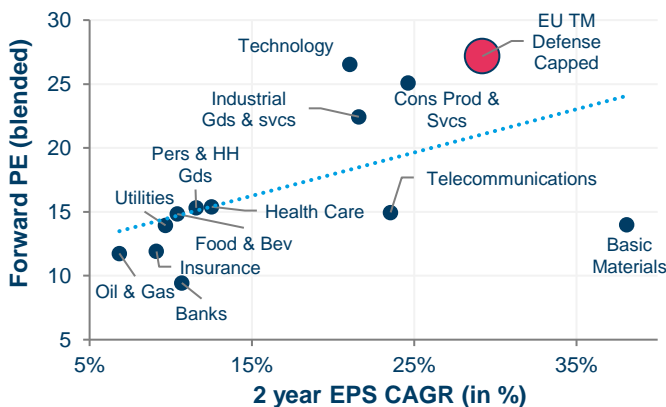 Forward PE (blended)
30
25
20
15
10
5
EU TM
Defense
Capped
Technology
Industrial
Gds & svcs
Cons Prod &
Svcs
Pers & HH
Gds
Utilities
Telecommunications
Health Care
Food & Bev
Insurance
Oil & Gas
Banks
Basic
Materials
5%
15%
25%
35%
2 year EPS CAGR (in %)